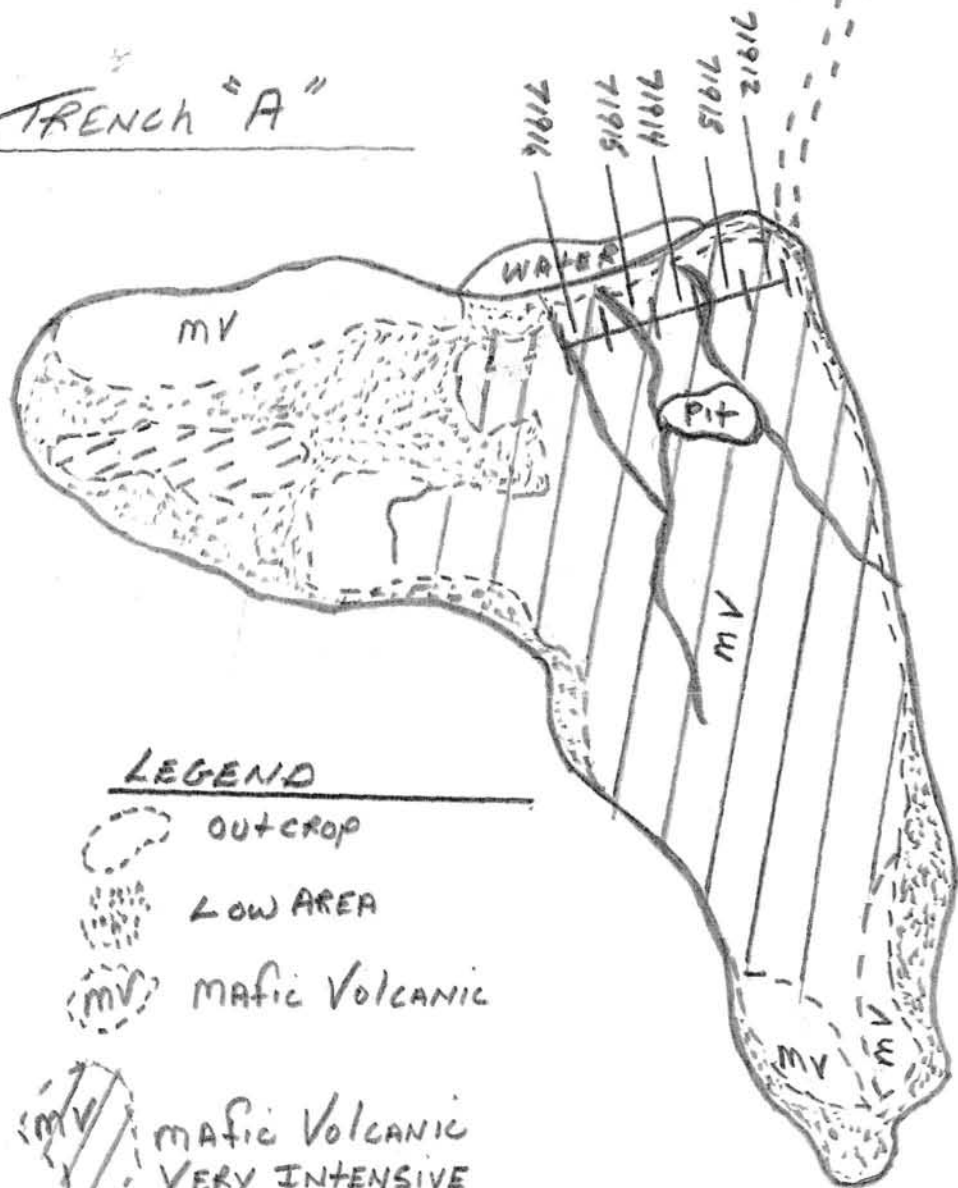 TRENCH "A"
71916
71915
71914
71913
71912
WATER
mV
Pit
mV
LEGEND
OUTCROP
LOW AREA
mV mafic Volcanic
mV mafic Volcanic
VERY INTENSIVE
mV
mV